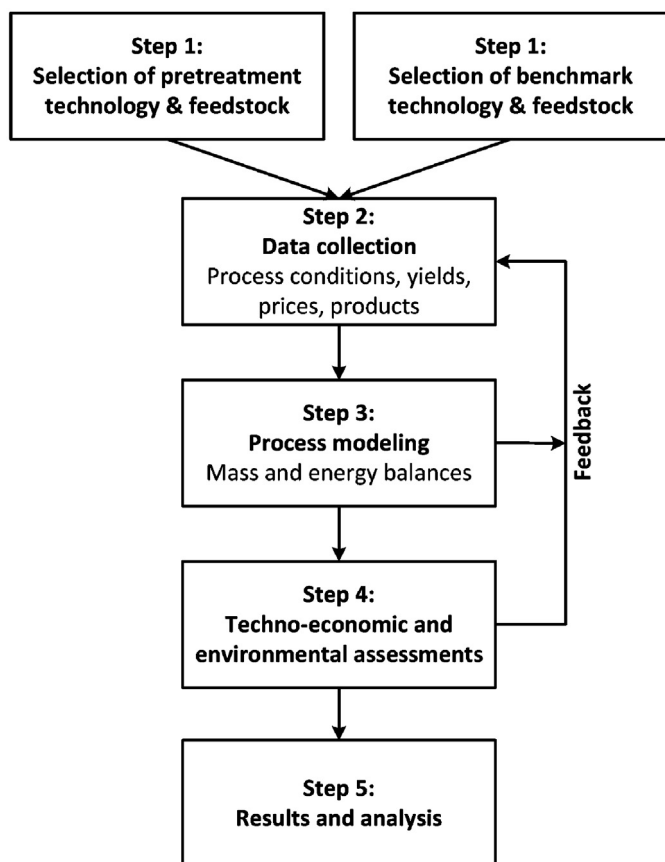 Step 1:
Selection of pretreatment
technology & feedstock
Step 1:
Selection of benchmark
technology & feedstock
Step 2:
Data collection
Process conditions, yields,
prices, products
Step 3:
Process modeling
Mass and energy balances
Feedback
Step 4:
Techno-economic and
environmental assessments
Step 5:
Results and analysis